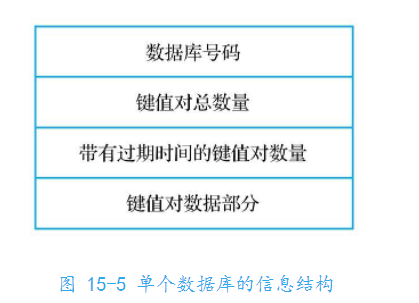 数据库号码
键值对总数量
带有过期时间的键值对数量
键值对数据部分
图 15-5 单个数据库的信息结构